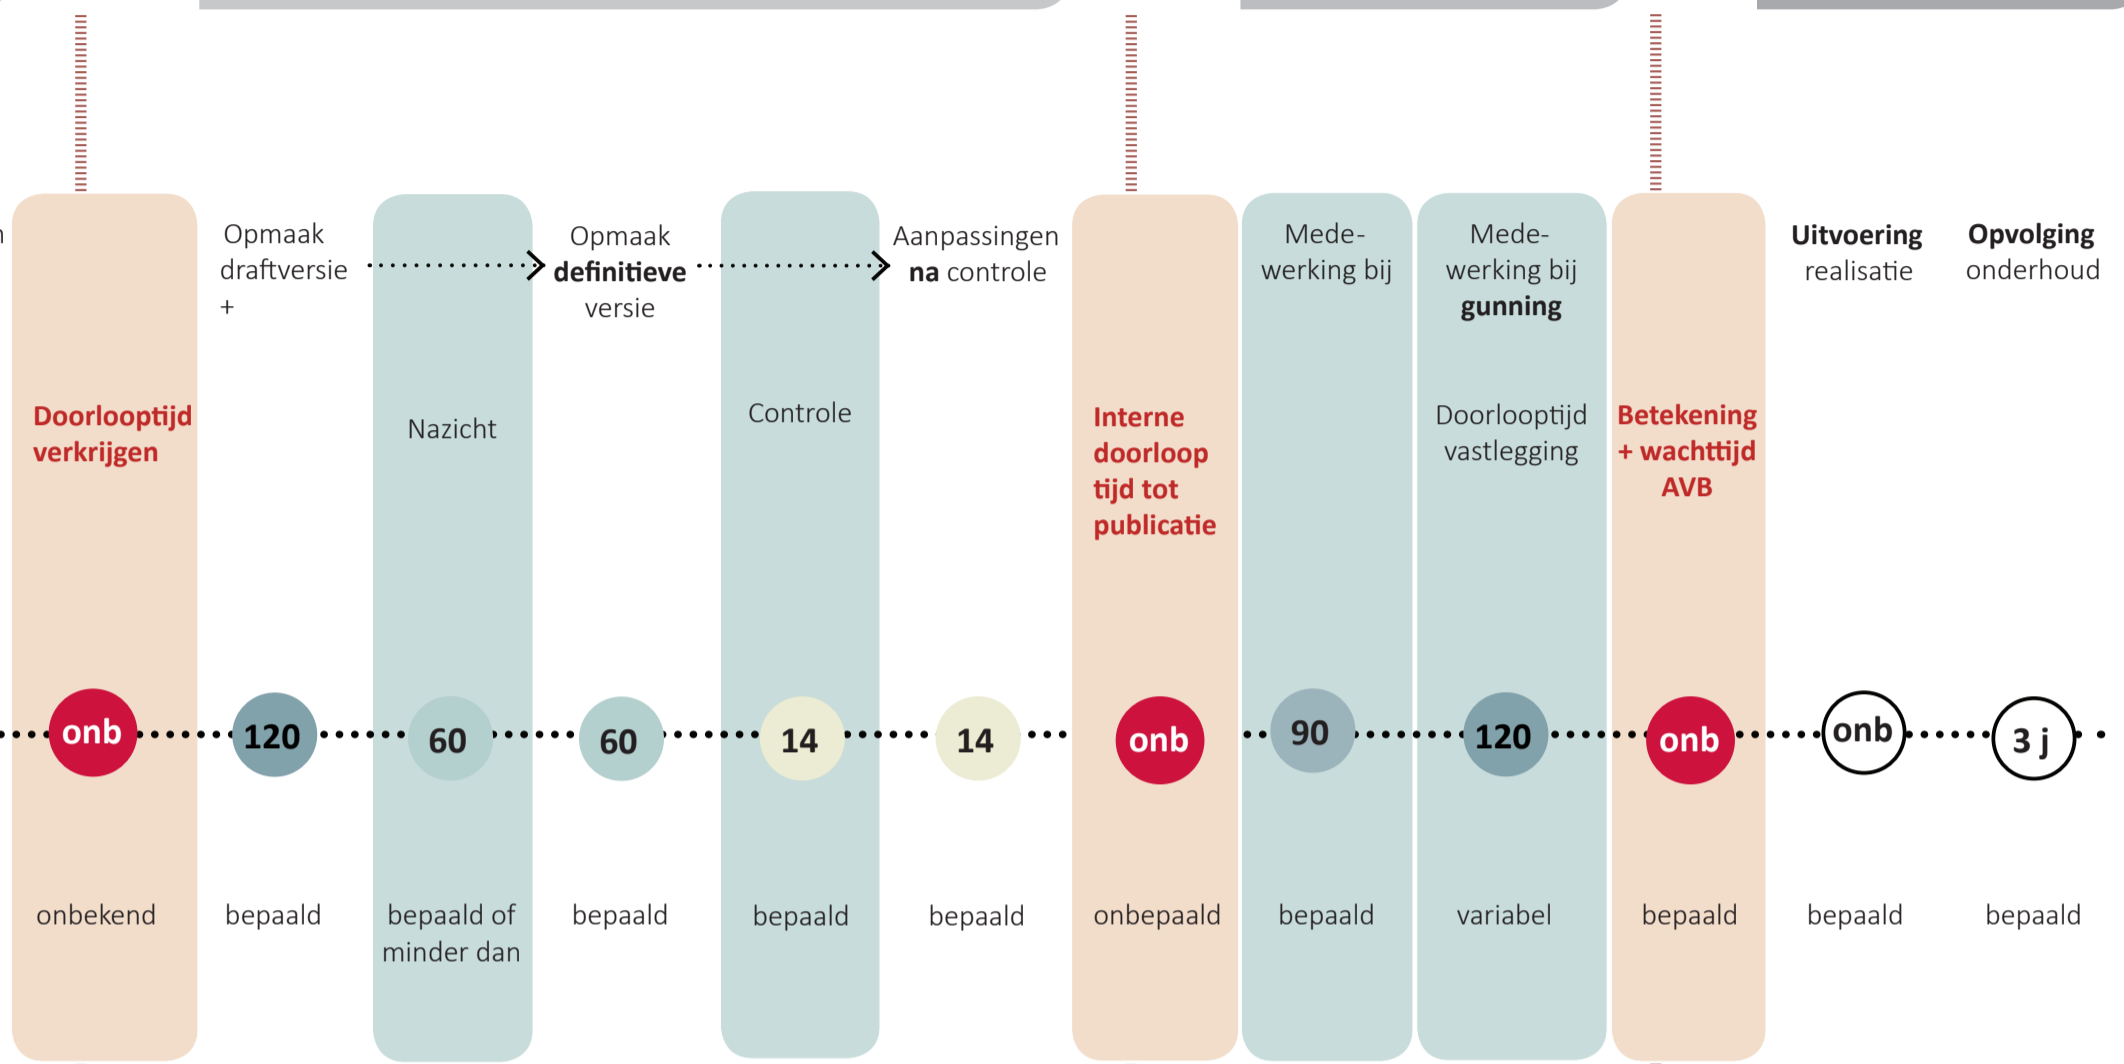 Opmaak
draftversie
+
Opmaak
definitieve
versie
Aanpassingen
na controle
Mede-
werking bij
Mede-
werking bij
gunning
Uitvoering
realisatie
Opvolging
onderhoud
Doorlooptijd
verkrijgen
Nazicht
Controle
Interne
doorloop
tijd tot
publicatie
Doorlooptijd
vastlegging
Betekening
+ wachttijd
AVB
onb
120
60
60
14
14
onb
90
120
onb
onb
3 j
onbekend
bepaald
bepaald of
minder dan
bepaald
bepaald
bepaald
onbepaald
bepaald
variabel
bepaald
bepaald
bepaald